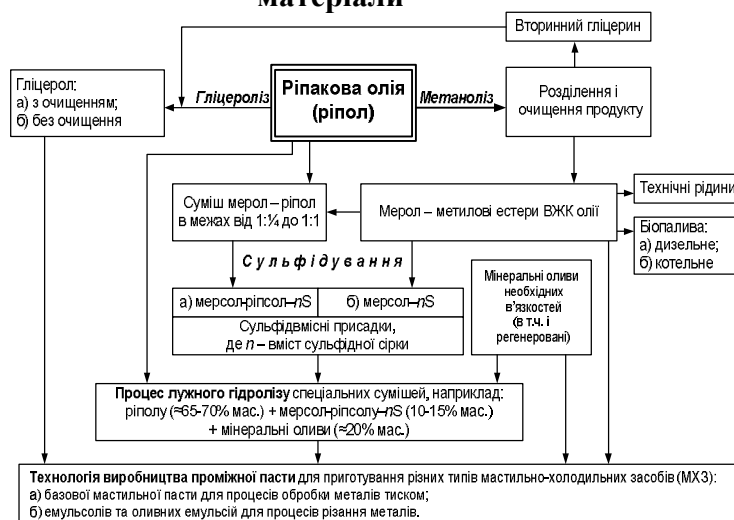 матеріали
Вторинний гліцерин
Гліцерол:
а) з очищенням;
б) без очищення
Гліцероліз
Ріпакова олія
(ріпол)
Метаноліз
Розділення і
очищення продукту
Суміш мерол – ріпол
в межах від 1:¼ до 1:1
Мерол – метилові естери ВЖК олії
Технічні рідини
Біопалива:
а) дизельне;
б) котельне
Сульфідування
а) мерсол-ріпсол–nS
б) мерсол–nS
Сульфідвмісні присадки,
де n – вміст сульфідної сірки
Мінеральні оливи
необхідних
в'язкостей
(в т.ч. і
регенеровані)
Процес лужного гідролізу спеціальних сумішей, наприклад:
ріполу (≈65-70% мас.) + мерсол-ріпсолу–nS (10-15% мас.)
+ мінеральні оливи (≈20% мас.)
Технологія виробництва проміжної пасти для приготування різних типів мастильно-холодильних засобів (МХЗ):
а) базової мастильної пасти для процесів обробки металів тиском;
б) емульсолів та оливних емульсій для процесів різання металів.